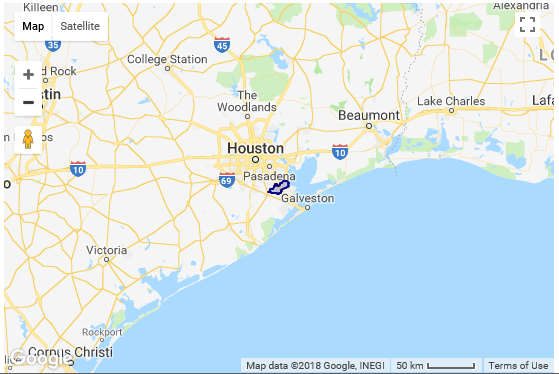 Killeen
Alexandria
Map
Satellite
45
35
College Station
d Rock
The
Woodlands
+
Beaumont
Lake Charles
Lafa
stin
−
os
Houston
10
10
Pasadena
69
Galveston
Victoria
Rockport
Google
Corpus Christi
Map data ©2018 Google, INEGI
50 km
Terms of Use